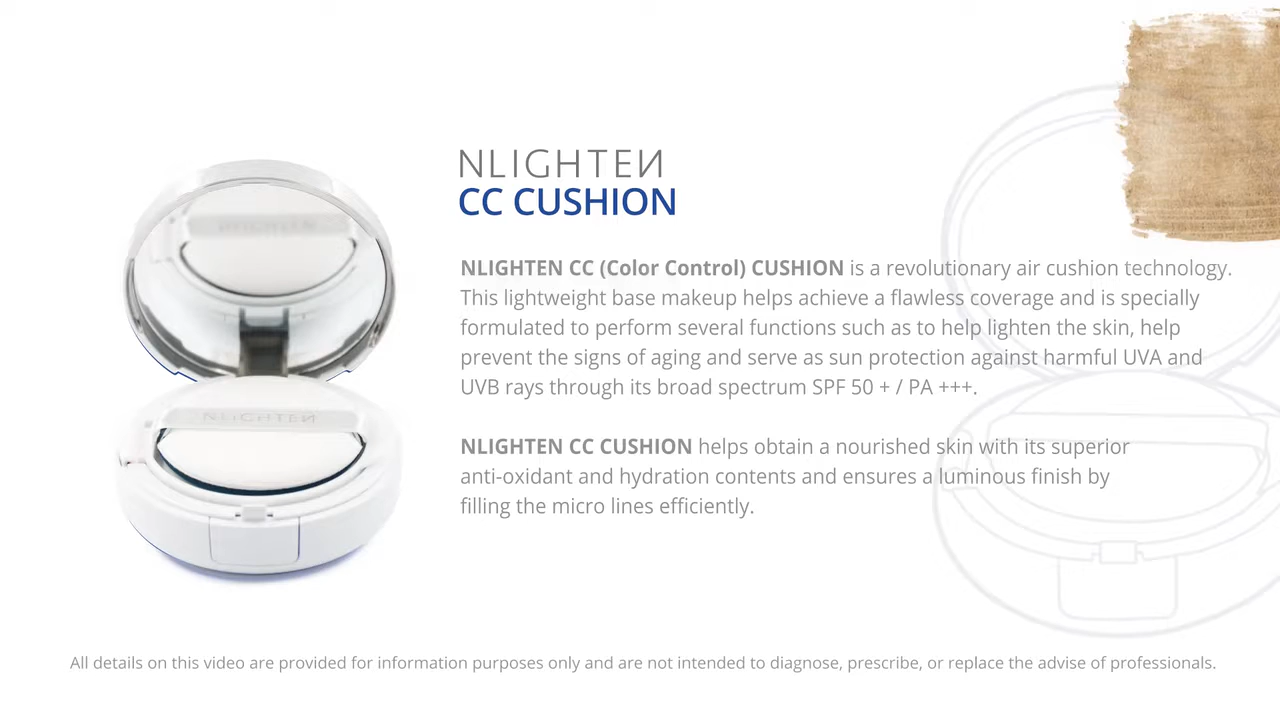 NLIGHTEN
CC CUSHION
NLIGHTEN CC (Color Control) CUSHION is a revolutionary air cushion technology.
This lightweight base makeup helps achieve a flawless coverage and is specially
formulated to perform several functions such as to help lighten the skin, help
prevent the signs of aging and serve as sun protection against harmful UVA and
UVB rays through its broad spectrum SPF 50 + / PA +++.
NLIGHTEN CC CUSHION helps obtain a nourished skin with its superior
anti-oxidant and hydration contents and ensures a luminous finish by
filling the micro lines efficiently.
NLIGHTEN
All details on this video are provided for information purposes only and are not intended to diagnose, prescribe, or replace the advise of professionals.